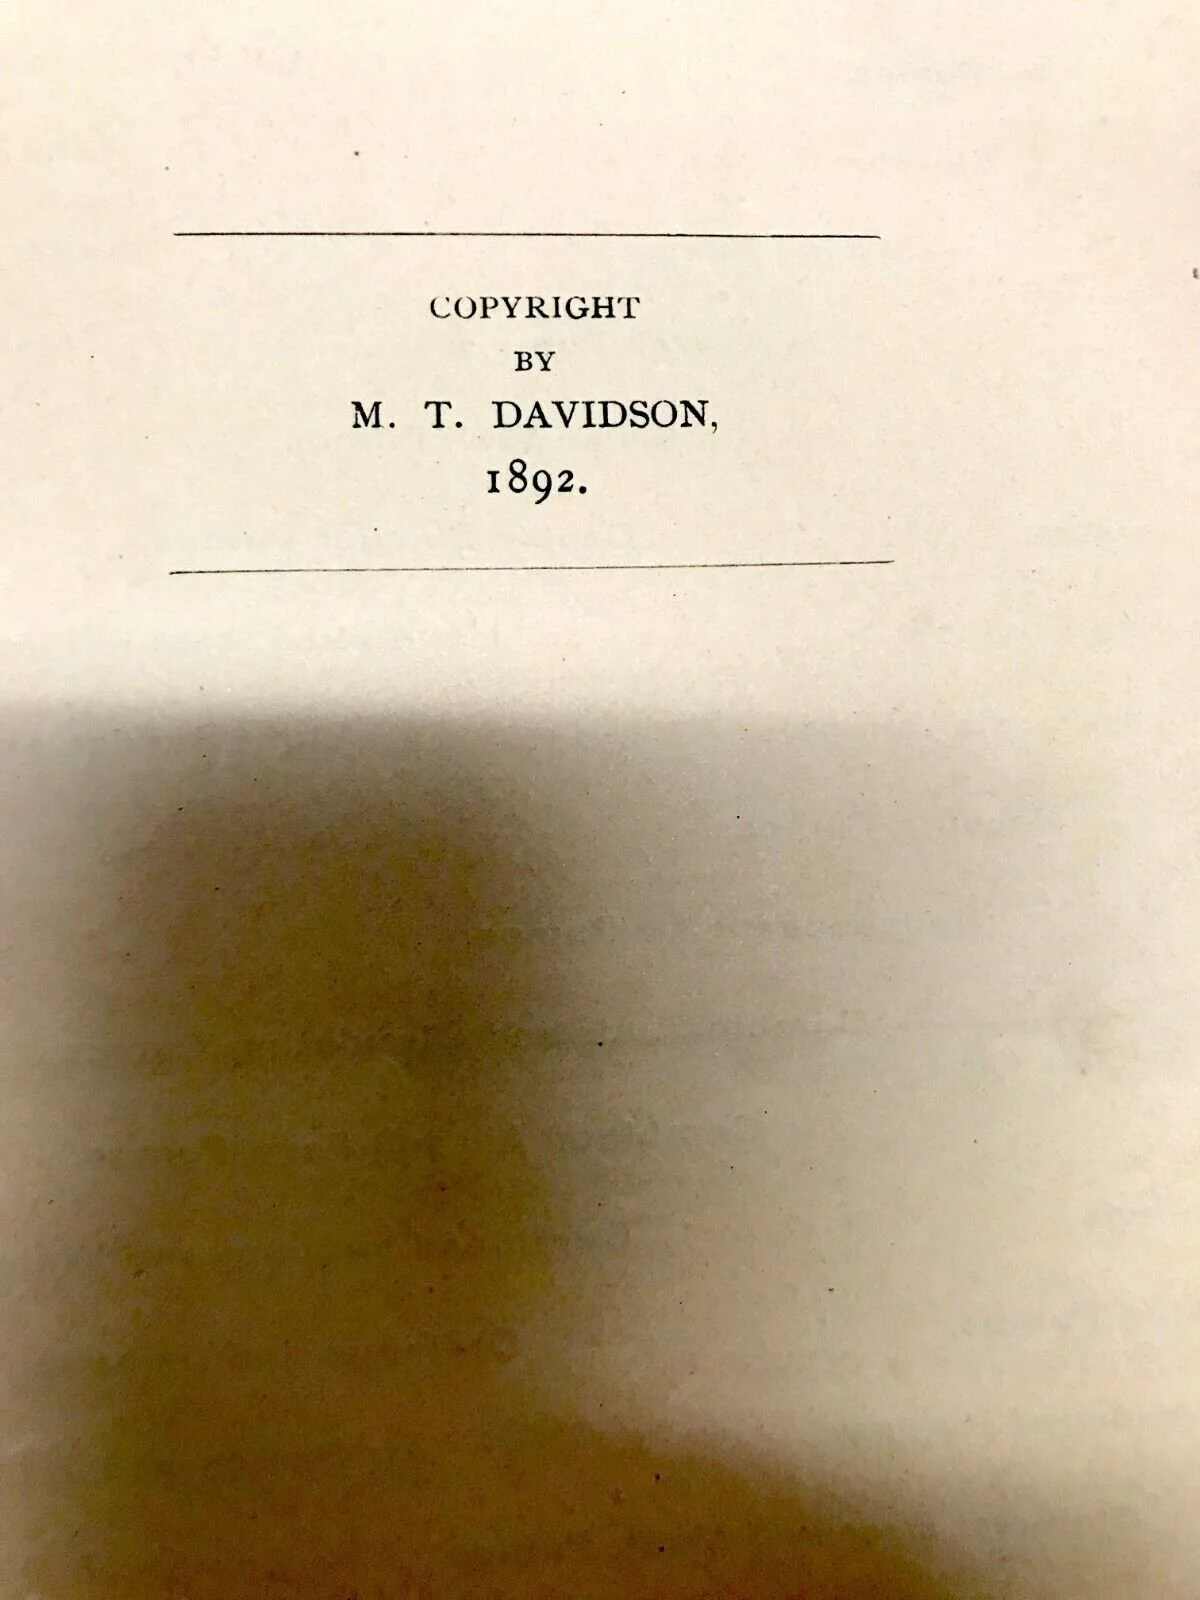 COPYRIGHT
BY
M. T. DAVIDSON,
1892.